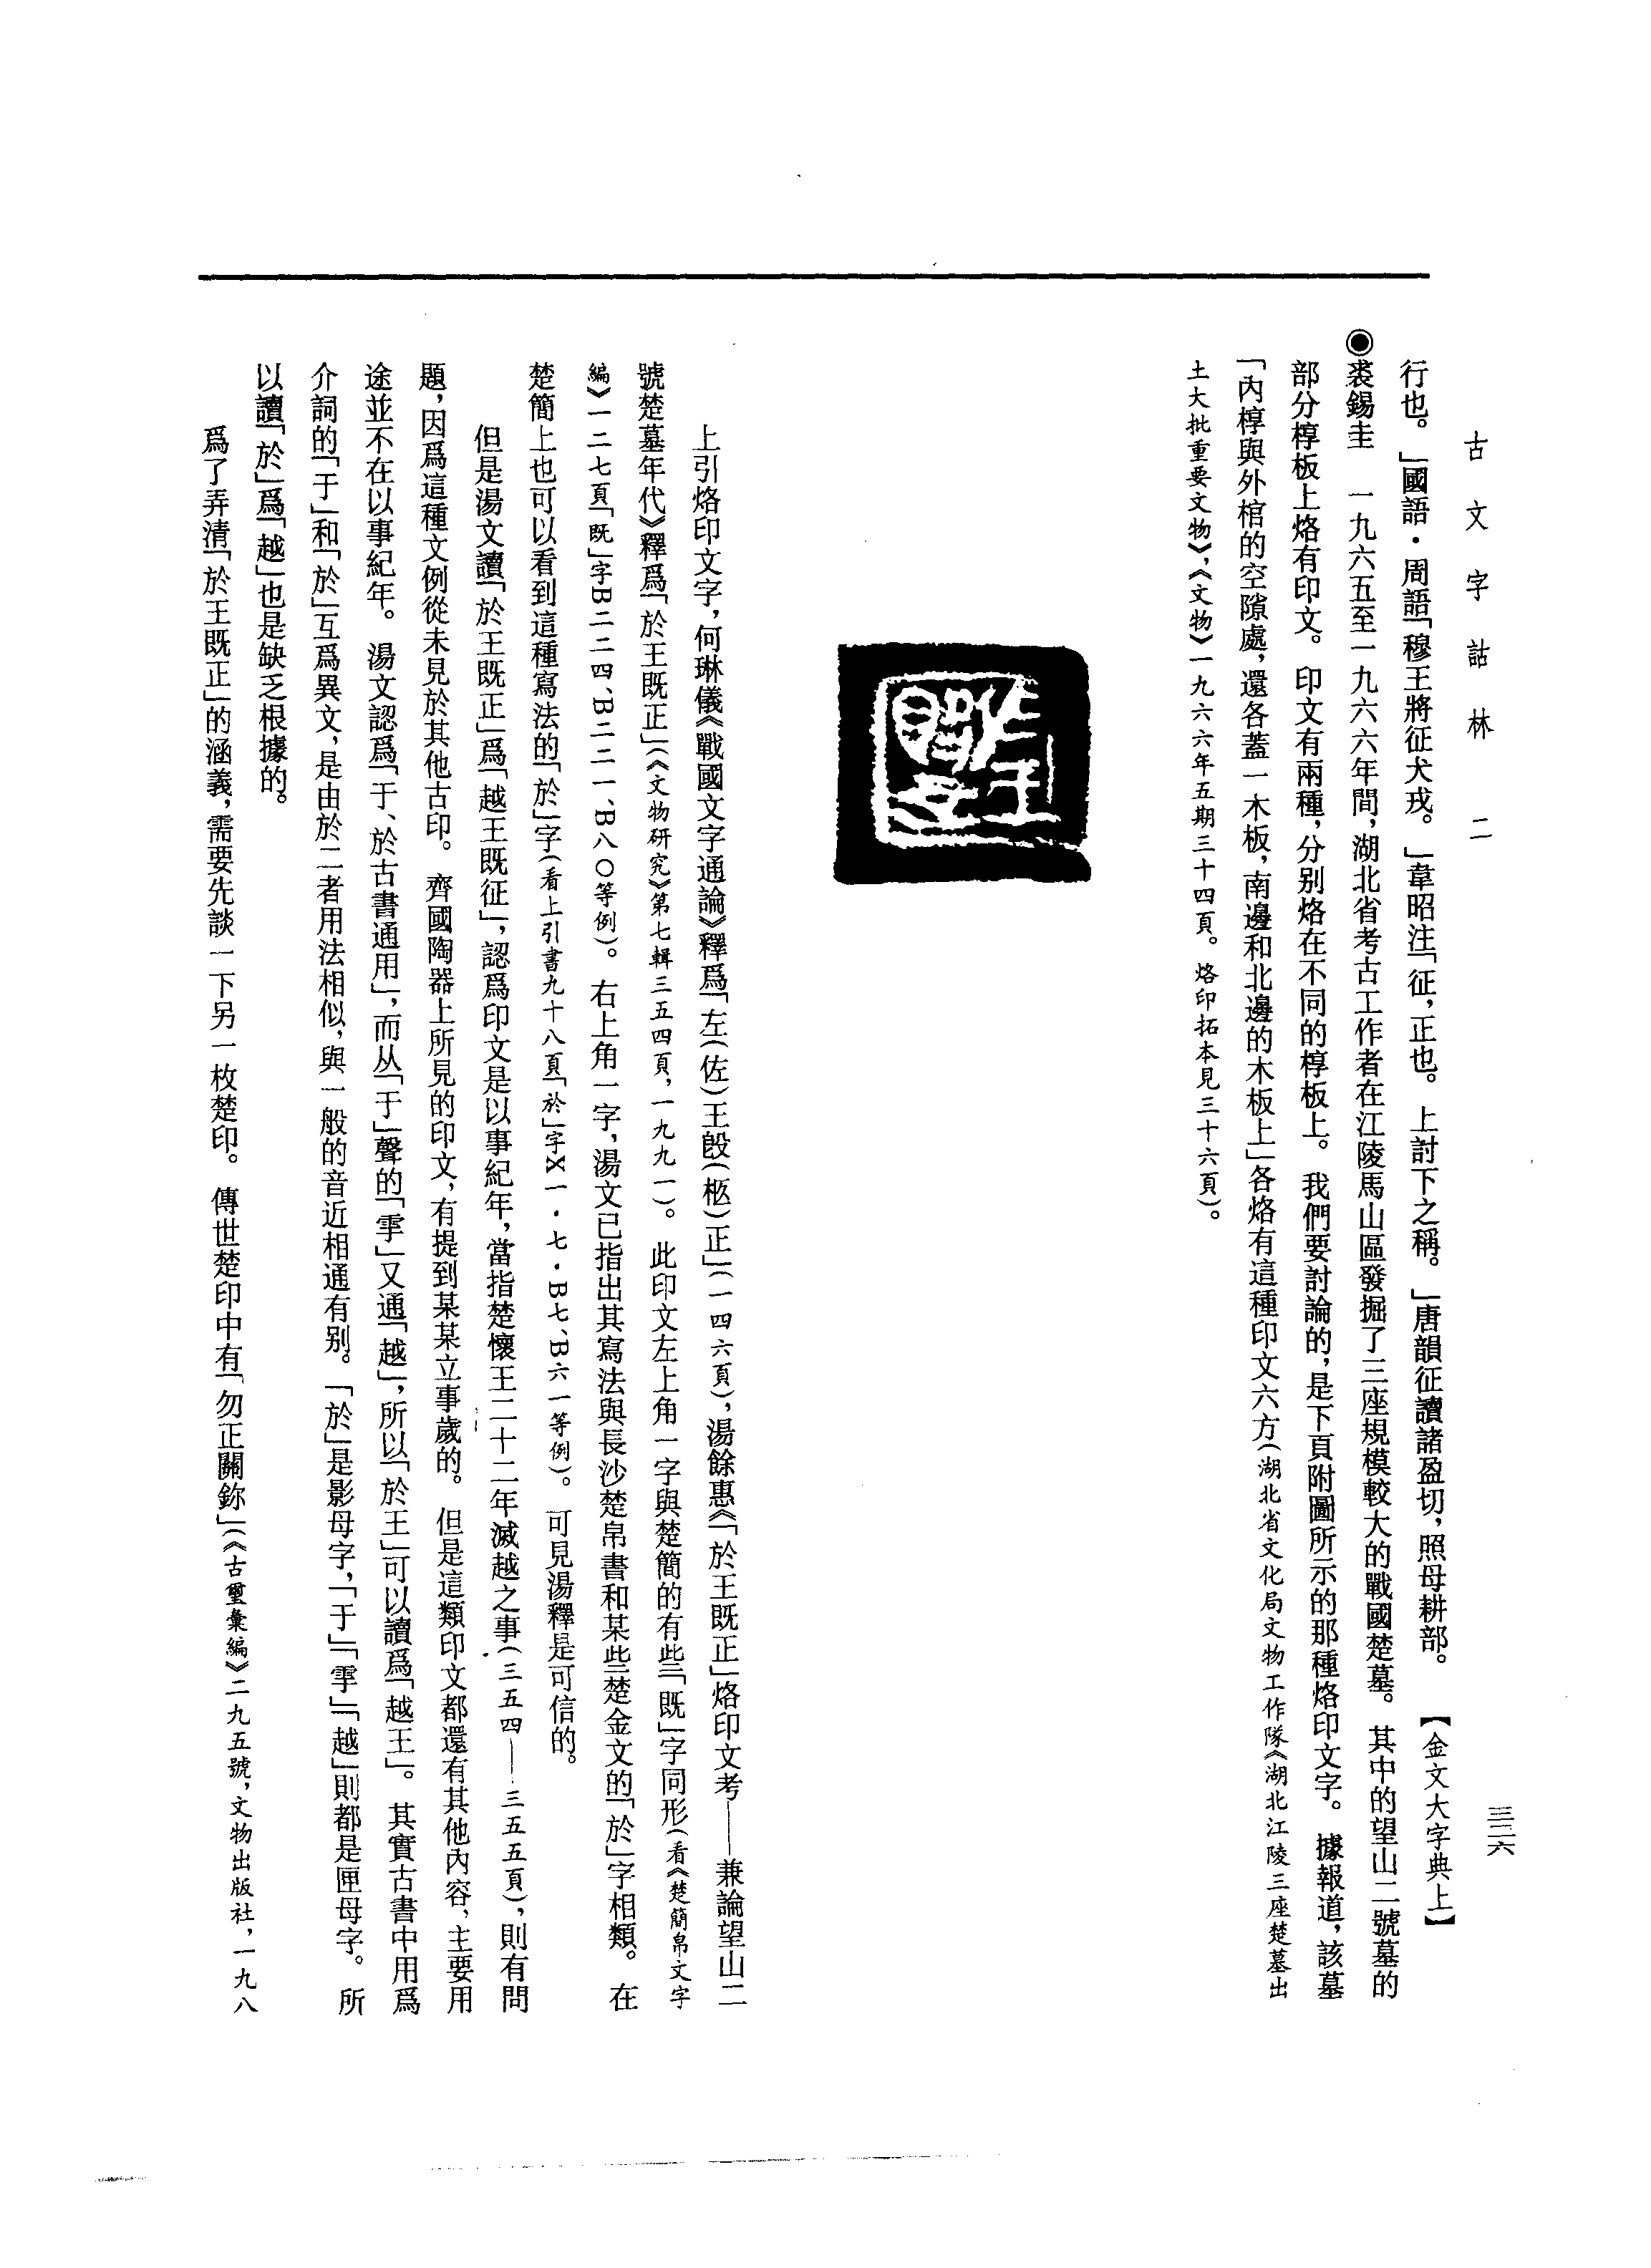 古文字詁林 二
三二六
行也。」國語·周語「穆王將征犬戎。」韋昭注「征，正也。上討下之稱。」唐韻征讀諸盈切，照母耕部。【金文大字典上】
◉裘錫圭 一九六五至一九六六年間，湖北省考古工作者在江陵馬山區發掘了三座規模較大的戰國楚墓。其中的望山二號墓的
部分椁板上烙有印文。印文有兩種，分别烙在不同的椁板上。我們要討論的，是下頁附圖所示的那種烙印文字。據報道，該墓
「內椁與外棺的空隙處，還各蓋一木板，南邊和北邊的木板上」各烙有這種印文六方(湖北省文化局文物工作隊《湖北江陵三座楚墓出
土大批重要文物》，《文物》一九六六年五期三十四頁。烙印拓本見三十六頁)。
上引烙印文字，何琳儀《戰國文字通論》釋爲「左(佐)王㲃(柩)正」(一四六頁)，湯餘惠《「於王既正」烙印文考——兼論望山二
號楚墓年代》釋爲「於王既正」(《文物研究》第七輯三五四頁，一九九一)。此印文左上角一字與楚簡的有些「既」字同形(看《楚簡帛文字
編》一二七頁「既」字B二二四、B二二一、B八〇等例)。右上角一字，湯文已指出其寫法與長沙楚帛書和某些楚金文的「於」字相類。在
楚簡上也可以看到這種寫法的「於」字(看上引書九十八頁「於」字X一·七·B七、B六一等例)。可見湯釋是可信的。
但是湯文讀「於王既正」爲「越王既征」，認爲印文是以事紀年，當指楚懷王二十二年滅越之事(三五四——三五五頁)，則有問
題，因爲這種文例從未見於其他古印。齊國陶器上所見的印文，有提到某某立事歲的。但是這類印文都還有其他內容，主要用
途並不在以事紀年。湯文認爲「于、於古書通用」，而从「于」聲的「雩」又通「越」，所以「於王」可以讀爲「越王」。其實古書中用爲
介詞的「于」和「於」互爲異文，是由於二者用法相似，與一般的音近相通有别。「於」是影母字，「于」「雩」「越」則都是匣母字。所
以讀「於」爲「越」也是缺乏根據的。
爲了弄清「於王既正」的涵義，需要先談一下另一枚楚印。傳世楚印中有「勿正關鉨」(《古璽彙編》二九五號，文物出版社，一九八